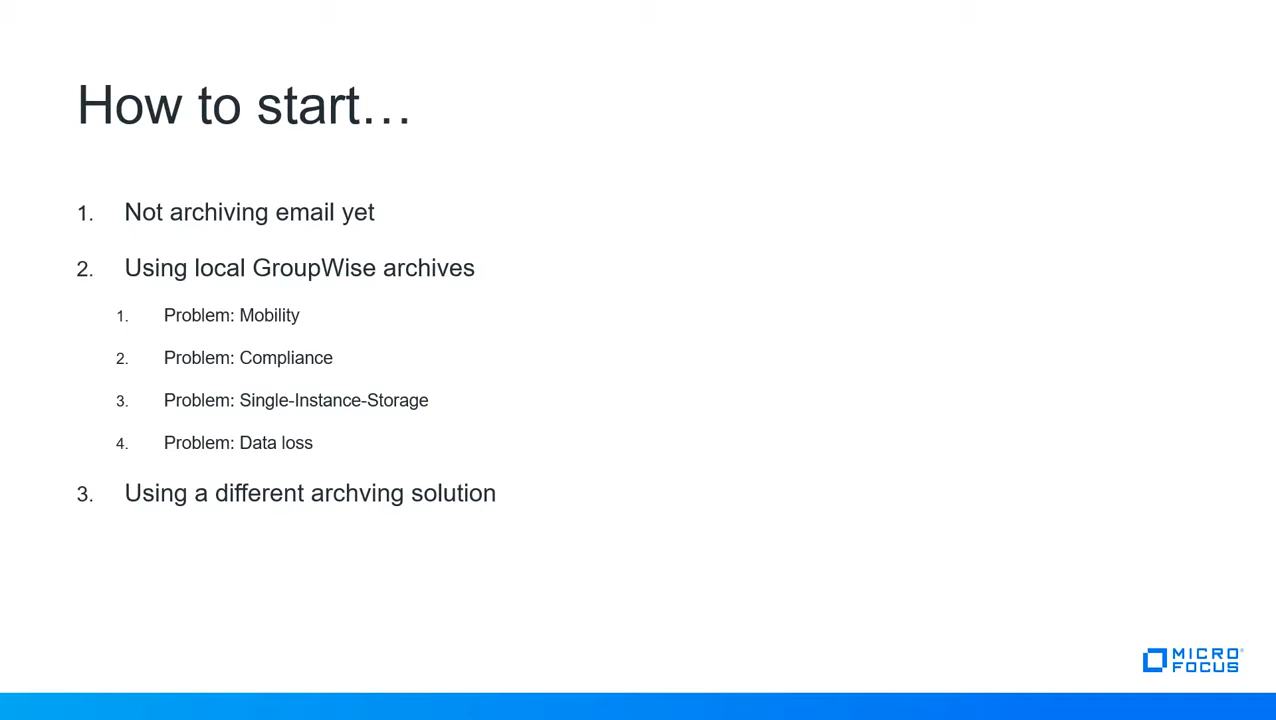 How to start…
1. Not archiving email yet
2. Using local GroupWise archives
1. Problem: Mobility
2. Problem: Compliance
3. Problem: Single-Instance-Storage
4. Problem: Data loss
3. Using a different archving solution
MICRO
FOCUS